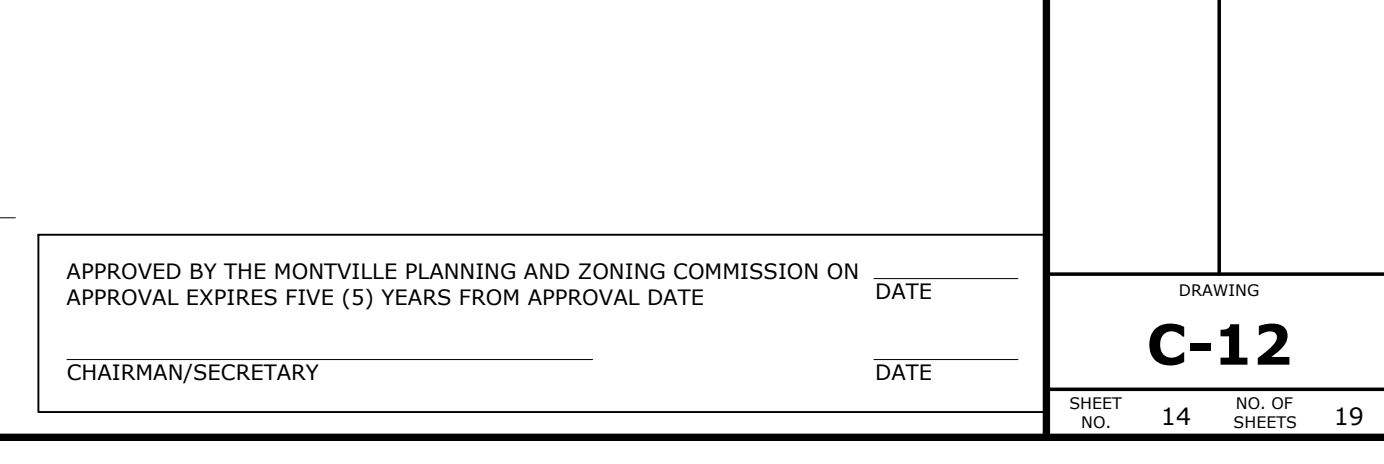 APPROVED BY THE MONTVILLE PLANNING AND ZONING COMMISSION ON
APPROVAL EXPIRES FIVE (5) YEARS FROM APPROVAL DATE
DATE
CHAIRMAN/SECRETARY
DATE
DRAWING
C-12
SHEET
NO.
14
NO. OF
SHEETS
19